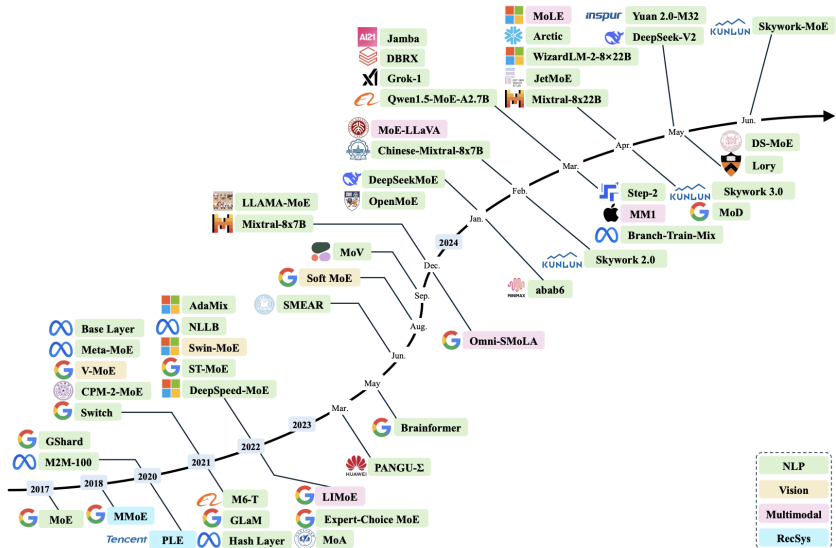 MoLE
inspur
Yuan 2.0-M32
KUNLUN
Skywork-MoE
AI21
Jamba
Arctic
DeepSeek-V2
DBRX
WizardLM-2-8×22B
Grok-1
JetMoE
Qwen1.5-MoE-A2.7B
Mixtral-8x22B
Jun.
MoE-LLaVA
May
Chinese-Mixtral-8x7B
Apr.
DS-MoE
Mar.
Lory
DeepSeekMoE
Feb.
Step-2
KUNLUN
Skywork 3.0
LLAMA-MoE
OpenMoE
Jan.
MM1
MoD
Mixtral-8x7B
Branch-Train-Mix
2024
MoV
KUNLUN
Skywork 2.0
Dec.
Soft MoE
MINIMAX
abab6
Sep.
AdaMix
SMEAR
Base Layer
NLLB
Aug.
Meta-MoE
Swin-MoE
Omni-SMoLA
V-MoE
ST-MoE
Jun.
CPM-2-MoE
DeepSpeed-MoE
May
Switch
Mar.
2023
Brainformer
GShard
2022
M2M-100
2021
HUAWEI
PANGU-Σ
2020
2018
2017
NLP
M6-T
LIMoE
Vision
MoE
MMoE
GLaM
Expert-Choice MoE
Multimodal
Tencent
PLE
Hash Layer
MoA
RecSys